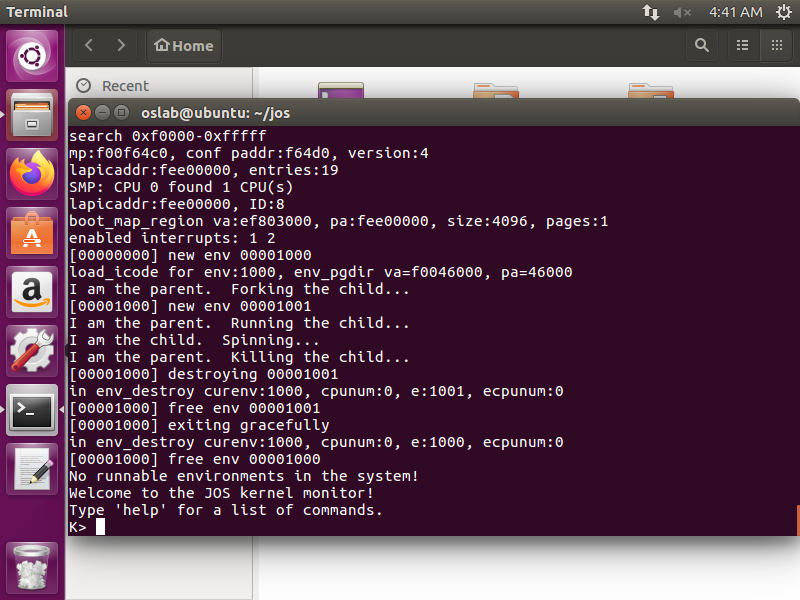 Terminal
4:41 AM
Home
Recent
oslab@ubuntu: ~/jos
search 0xf0000-0xfffff
mp:f00f64c0, conf paddr:f64d0, version:4
lapicaddr:fee00000, entries:19
SMP: CPU 0 found 1 CPU(s)
lapicaddr:fee00000, ID:8
boot_map_region va:ef803000, pa:fee00000, size:4096, pages:1
enabled interrupts: 1 2
[00000000] new env 00001000
load_icode for env:1000, env_pgdir va=f0046000, pa=46000
I am the parent.  Forking the child...
[00001000] new env 00001001
I am the parent.  Running the child...
I am the child.  Spinning...
I am the parent.  Killing the child...
[00001000] destroying 00001001
in env_destroy curenv:1000, cpunum:0, e:1001, ecpunum:0
[00001000] free env 00001001
[00001000] exiting gracefully
in env_destroy curenv:1000, cpunum:0, e:1000, ecpunum:0
[00001000] free env 00001000
No runnable environments in the system!
Welcome to the JOS kernel monitor!
Type 'help' for a list of commands.
K>